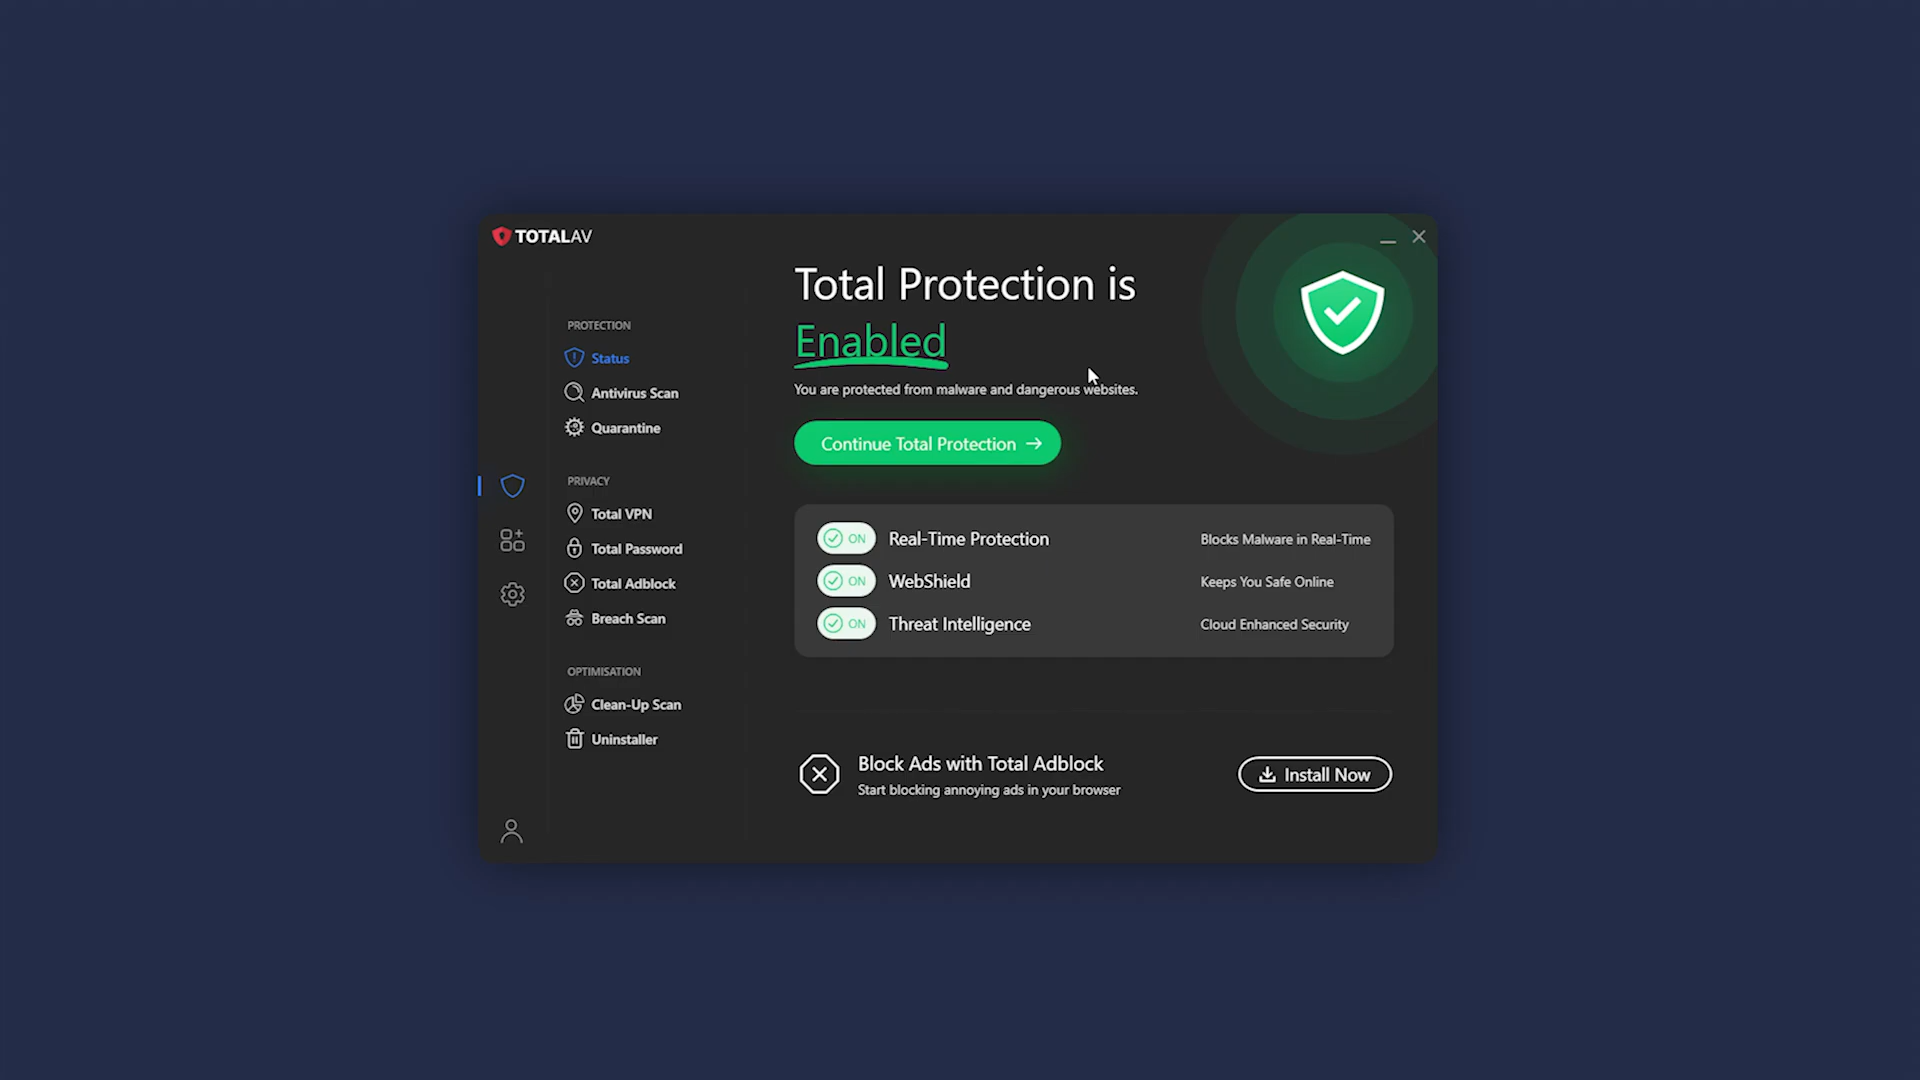 TOTALAV
PROTECTION
Status
Antivirus Scan
Quarantine
PRIVACY
Total VPN
Total Password
Total Adblock
Breach Scan
OPTIMISATION
Clean-Up Scan
Uninstaller
Total Protection is
Enabled
You are protected from malware and dangerous websites.
Continue Total Protection →
ON Real-Time Protection Blocks Malware in Real-Time
ON WebShield Keeps You Safe Online
ON Threat Intelligence Cloud Enhanced Security
Block Ads with Total Adblock
Start blocking annoying ads in your browser
Install Now